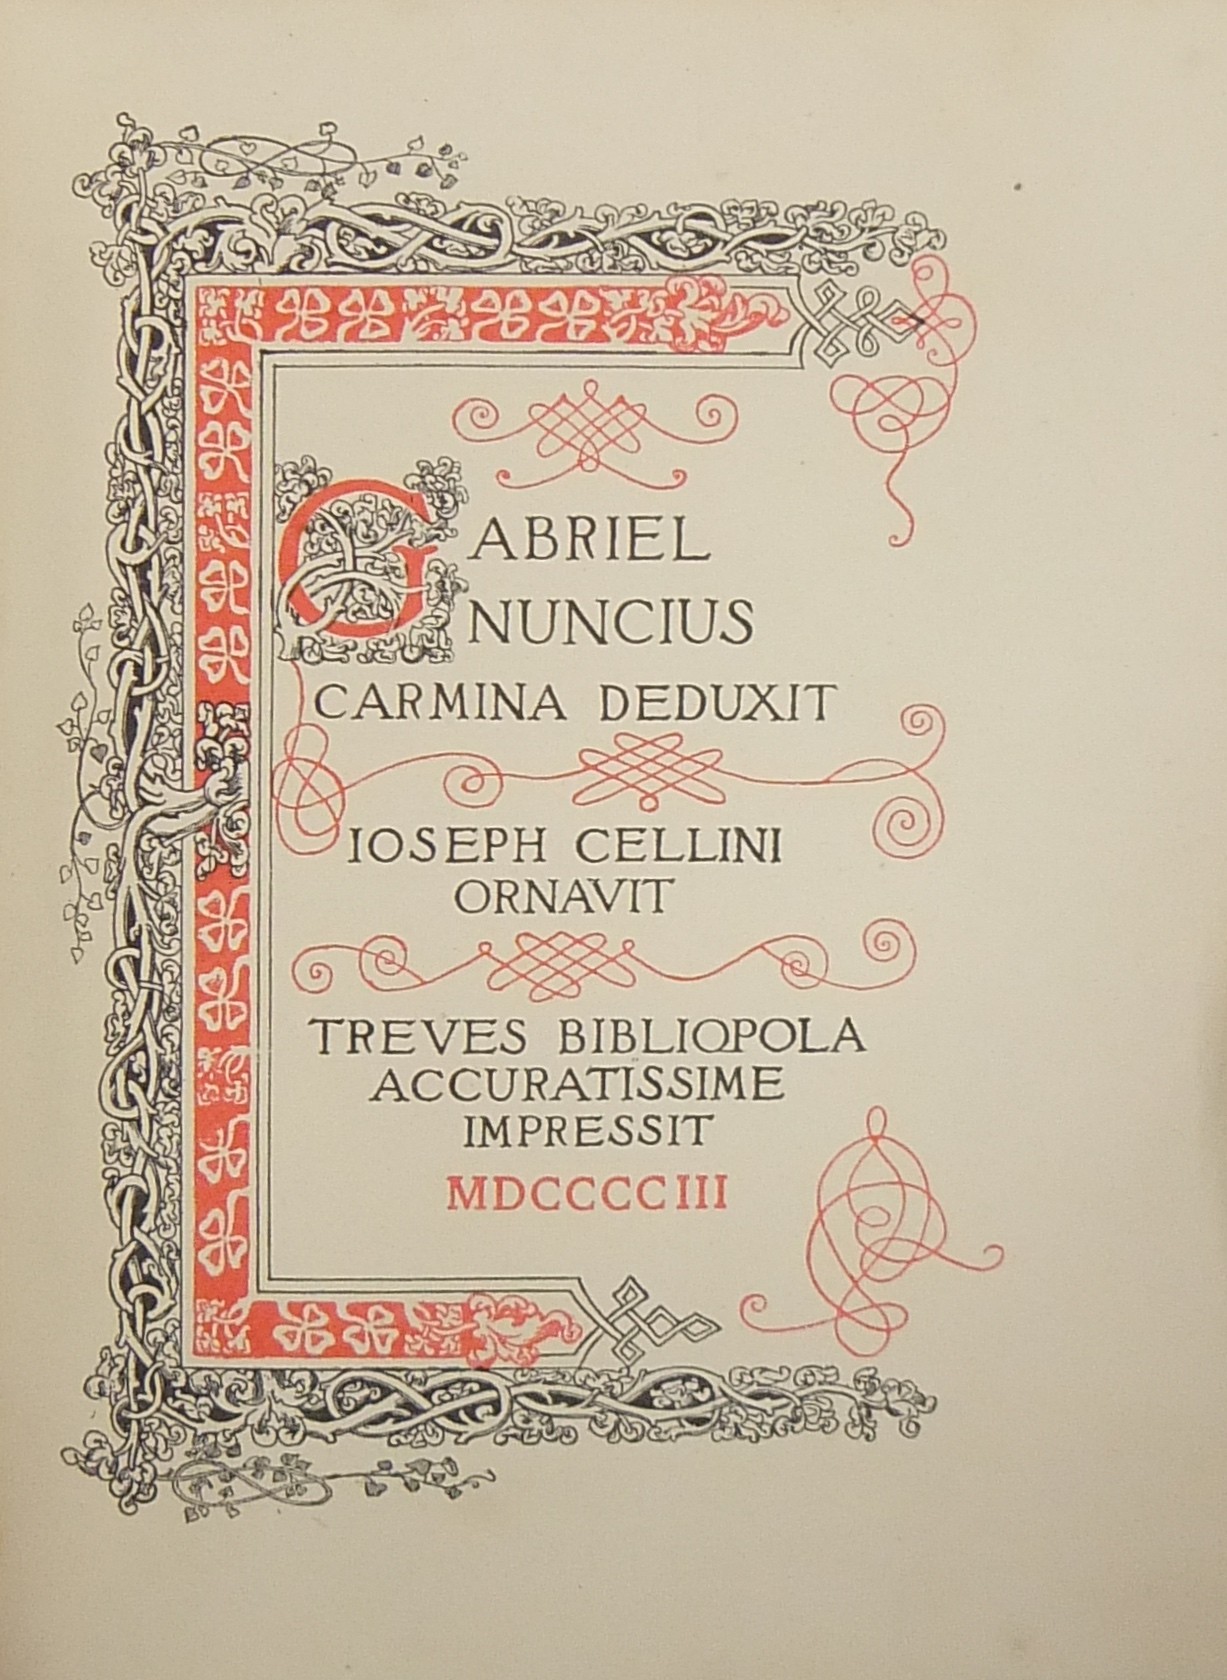 GABRIEL
NUNCIUS
CARMINA DEDUXIT
IOSEPH CELLINI
ORNAVIT
TREVES BIBLIOPOLA
ACCURATISSIME
IMPRESSIT
MDCCCCIII